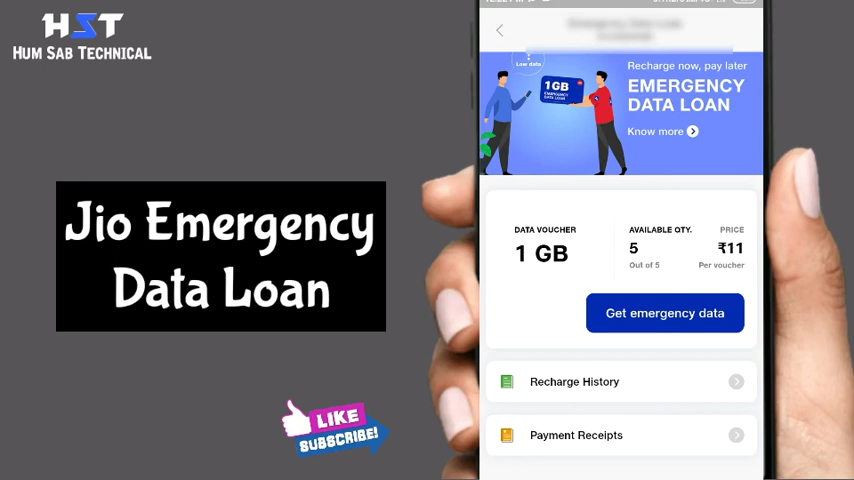 HST
HUM SAB TECHNICAL
Jio Emergency
Data Loan
LIKE
SUBSCRIBE!
Low data
1GB
EMERGENCY
DATA LOAN
Recharge now, pay later
EMERGENCY
DATA LOAN
Know more
DATA VOUCHER
1 GB
AVAILABLE QTY.
5
Out of 5
PRICE
₹11
Per voucher
Get emergency data
Recharge History
Payment Receipts